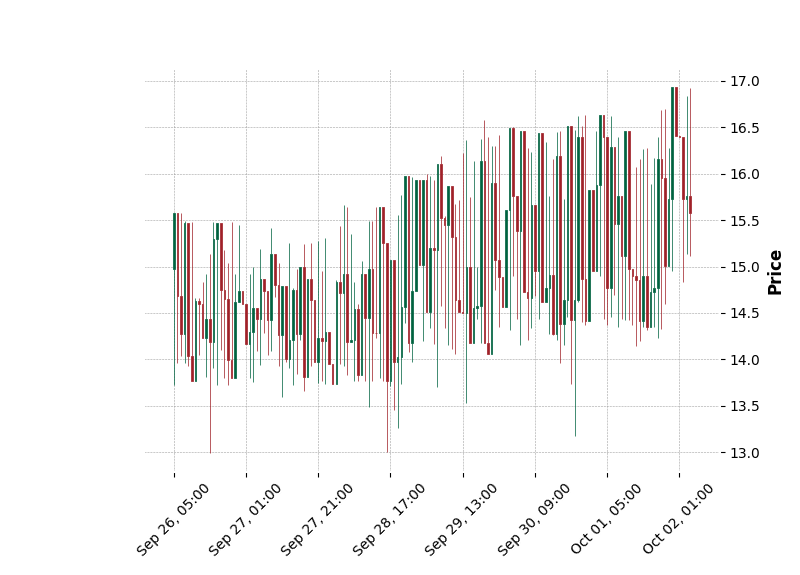 17.0
16.5
16.0
15.5
15.0
14.5
14.0
13.5
13.0
Price
Sep 26, 05:00
Sep 27, 01:00
Sep 27, 21:00
Sep 28, 17:00
Sep 29, 13:00
Sep 30, 09:00
Oct 01, 05:00
Oct 02, 01:00